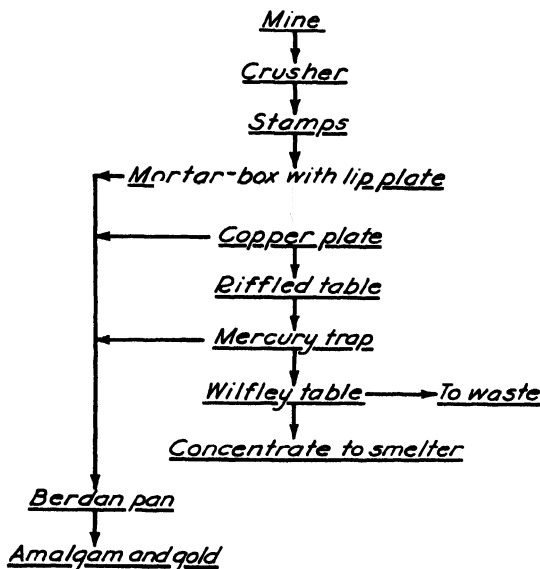 Mine
Crusher
Stamps
Mortar-box with lip plate
Copper plate
Riffled table
Mercury trap
Wilfley table
To waste
Concentrate to smelter
Berdan pan
Amalgam and gold